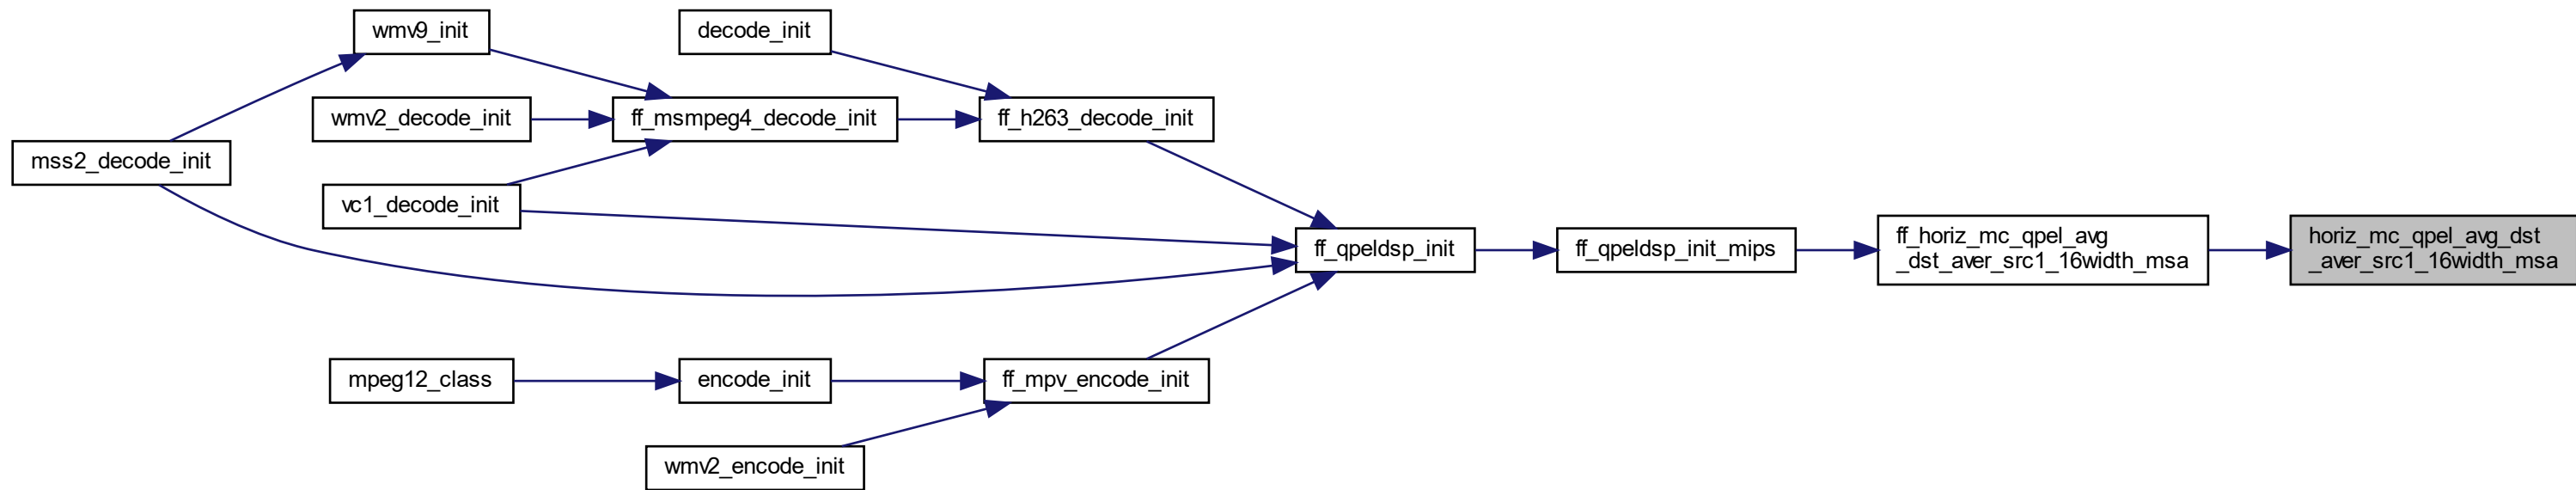 wmv9_init
decode_init
wmv2_decode_init
ff_msmpeg4_decode_init
ff_h263_decode_init
mss2_decode_init
vc1_decode_init
ff_qpeldsp_init
ff_qpeldsp_init_mips
ff_horiz_mc_qpel_avg
_dst_aver_src1_16width_msa
horiz_mc_qpel_avg_dst
_aver_src1_16width_msa
mpeg12_class
encode_init
ff_mpv_encode_init
wmv2_encode_init